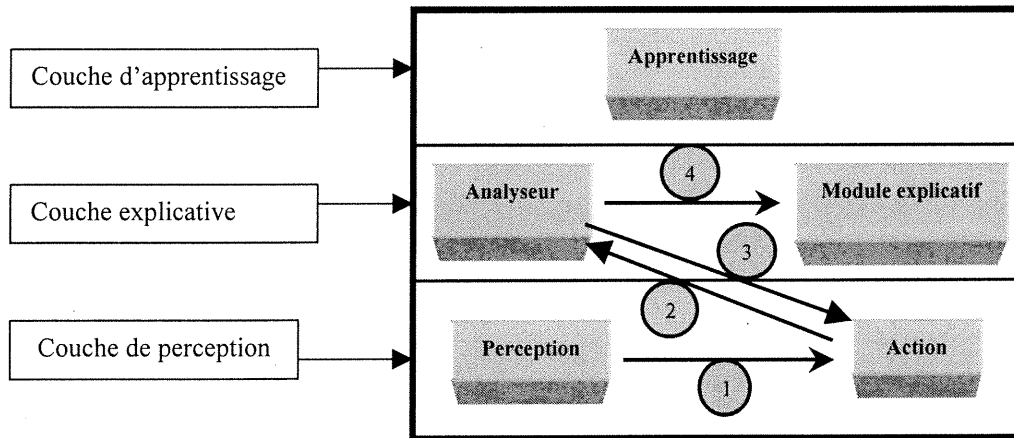 Couche d'apprentissage
Apprentissage
Couche explicative
Analyseur
4
Module explicatif
3
2
Couche de perception
Perception
1
Action